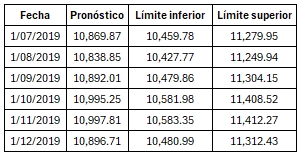 Fecha Pronóstico Límite inferior Límite superior
1/07/2019 10,869.87 10,459.78 11,279.95
1/08/2019 10,838.85 10,427.77 11,249.94
1/09/2019 10,892.01 10,479.86 11,304.15
1/10/2019 10,995.25 10,581.98 11,408.52
1/11/2019 10,997.81 10,583.35 11,412.27
1/12/2019 10,896.71 10,480.99 11,312.43